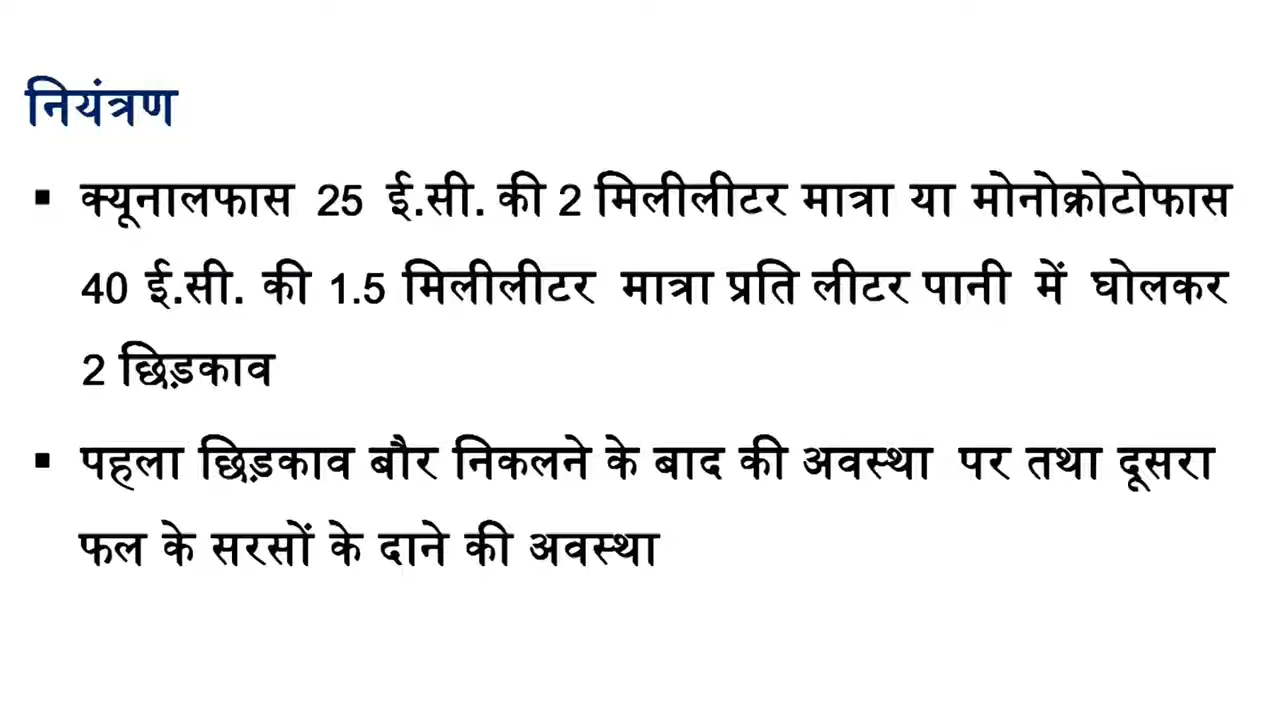 नियंत्रण
▪ क्यूनालफास 25 ई.सी. की 2 मिलीलीटर मात्रा या मोनोक्रोटोफास
40 ई.सी. की 1.5 मिलीलीटर मात्रा प्रति लीटर पानी में घोलकर
2 छिड़काव
▪ पहला छिड़काव बौर निकलने के बाद की अवस्था पर तथा दूसरा
फल के सरसों के दाने की अवस्था